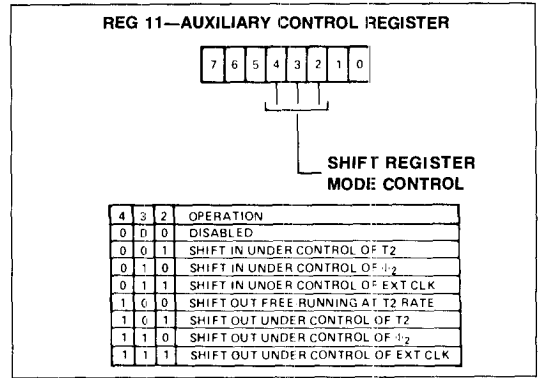 REG 11—AUXILIARY CONTROL REGISTER
7 6 5 4 3 2 1 0
SHIFT REGISTER
MODE CONTROL
4 3 2 OPERATION
0 0 0 DISABLED
0 0 1 SHIFT IN UNDER CONTROL OF T2
0 1 0 SHIFT IN UNDER CONTROL OF Φ2
0 1 1 SHIFT IN UNDER CONTROL OF EXT CLK
1 0 0 SHIFT OUT FREE RUNNING AT T2 RATE
1 0 1 SHIFT OUT UNDER CONTROL OF T2
1 1 0 SHIFT OUT UNDER CONTROL OF Φ2
1 1 1 SHIFT OUT UNDER CONTROL OF EXT CLK